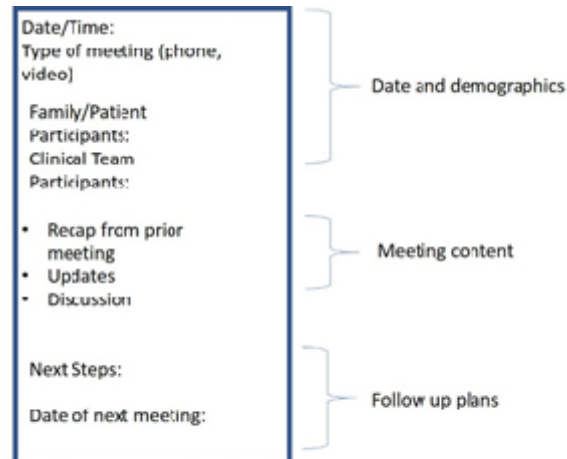 Date/Time:
Type of meeting (phone,
video)
Family/Patient
Participants:
Clinical Team
Participants:
Date and demographics
• Recap from prior
meeting
• Updates
• Discussion
Meeting content
Next Steps:
Date of next meeting:
Follow up plans